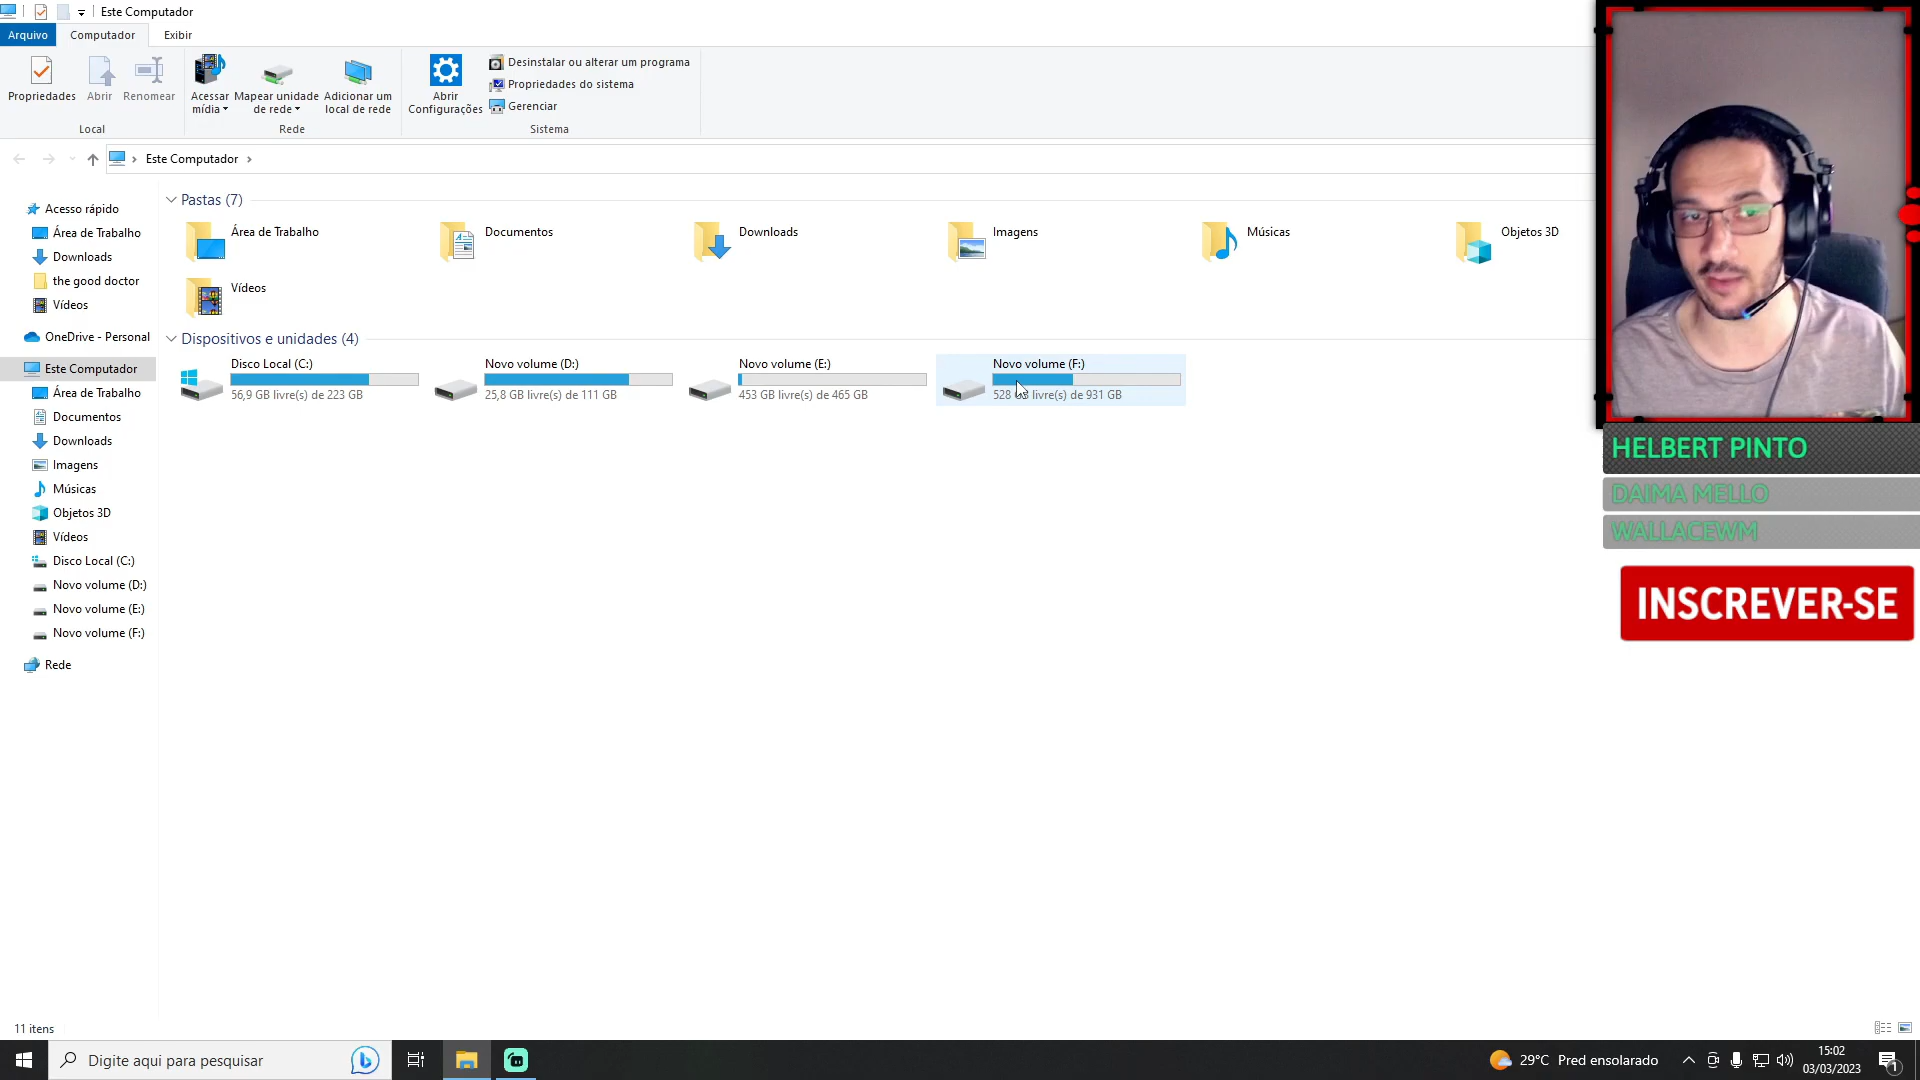 Este Computador
Arquivo
Computador
Exibir
Propriedades
Abrir
Renomear
Acessar mídia
Mapear unidade de rede
Adicionar um local de rede
Abrir Configurações
Desinstalar ou alterar um programa
Propriedades do sistema
Gerenciar
Local
Rede
Sistema
Este Computador
Acesso rápido
Área de Trabalho
Downloads
the good doctor
Vídeos
OneDrive - Personal
Este Computador
Área de Trabalho
Documentos
Downloads
Imagens
Músicas
Objetos 3D
Vídeos
Disco Local (C:)
Novo volume (D:)
Novo volume (E:)
Novo volume (F:)
Rede
Pastas (7)
Área de Trabalho
Documentos
Downloads
Imagens
Músicas
Objetos 3D
Vídeos
Dispositivos e unidades (4)
Disco Local (C:)
56,9 GB livre(s) de 223 GB
Novo volume (D:)
25,8 GB livre(s) de 111 GB
Novo volume (E:)
453 GB livre(s) de 465 GB
Novo volume (F:)
528 livre(s) de 931 GB
HELBERT PINTO
DAIMA MELLO
WALLACEWM
INSCREVER-SE
11 itens
Digite aqui para pesquisar
29°C Pred ensolarado
15:02
03/03/2023
1